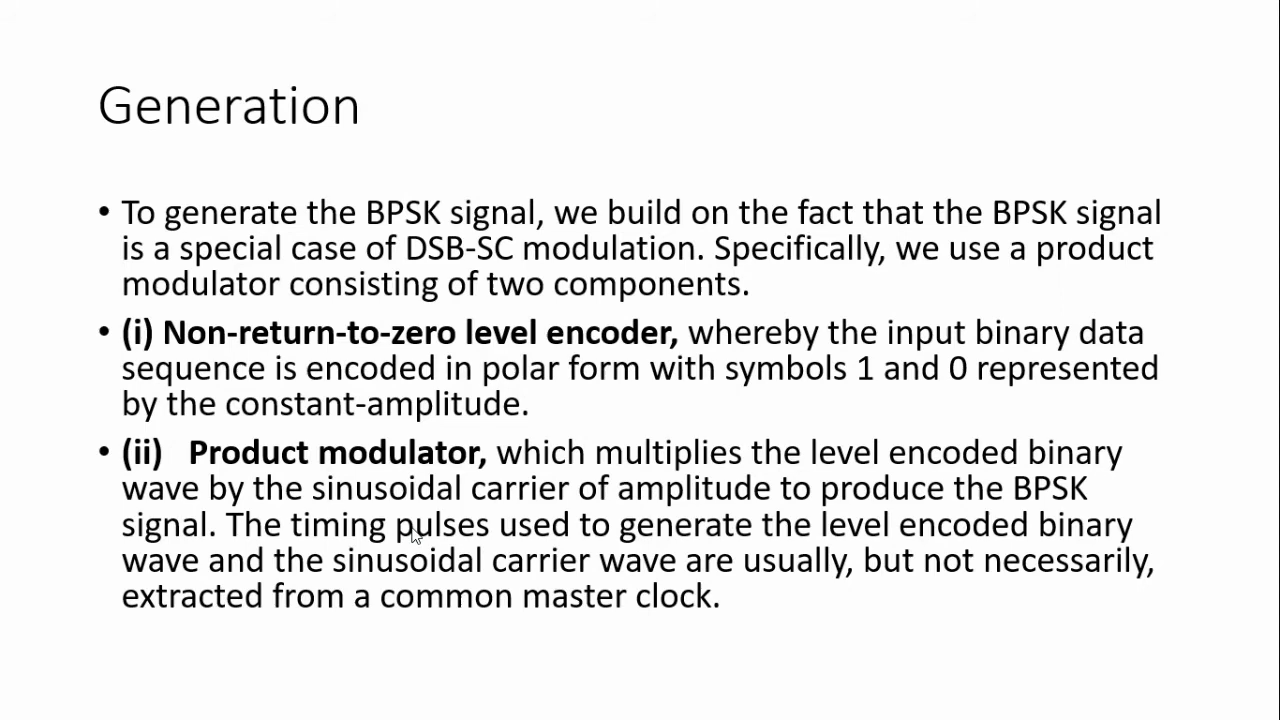 Generation
• To generate the BPSK signal, we build on the fact that the BPSK signal
is a special case of DSB-SC modulation. Specifically, we use a product
modulator consisting of two components.
• (i) Non-return-to-zero level encoder, whereby the input binary data
sequence is encoded in polar form with symbols 1 and 0 represented
by the constant-amplitude.
• (ii) Product modulator, which multiplies the level encoded binary
wave by the sinusoidal carrier of amplitude to produce the BPSK
signal. The timing pulses used to generate the level encoded binary
wave and the sinusoidal carrier wave are usually, but not necessarily,
extracted from a common master clock.